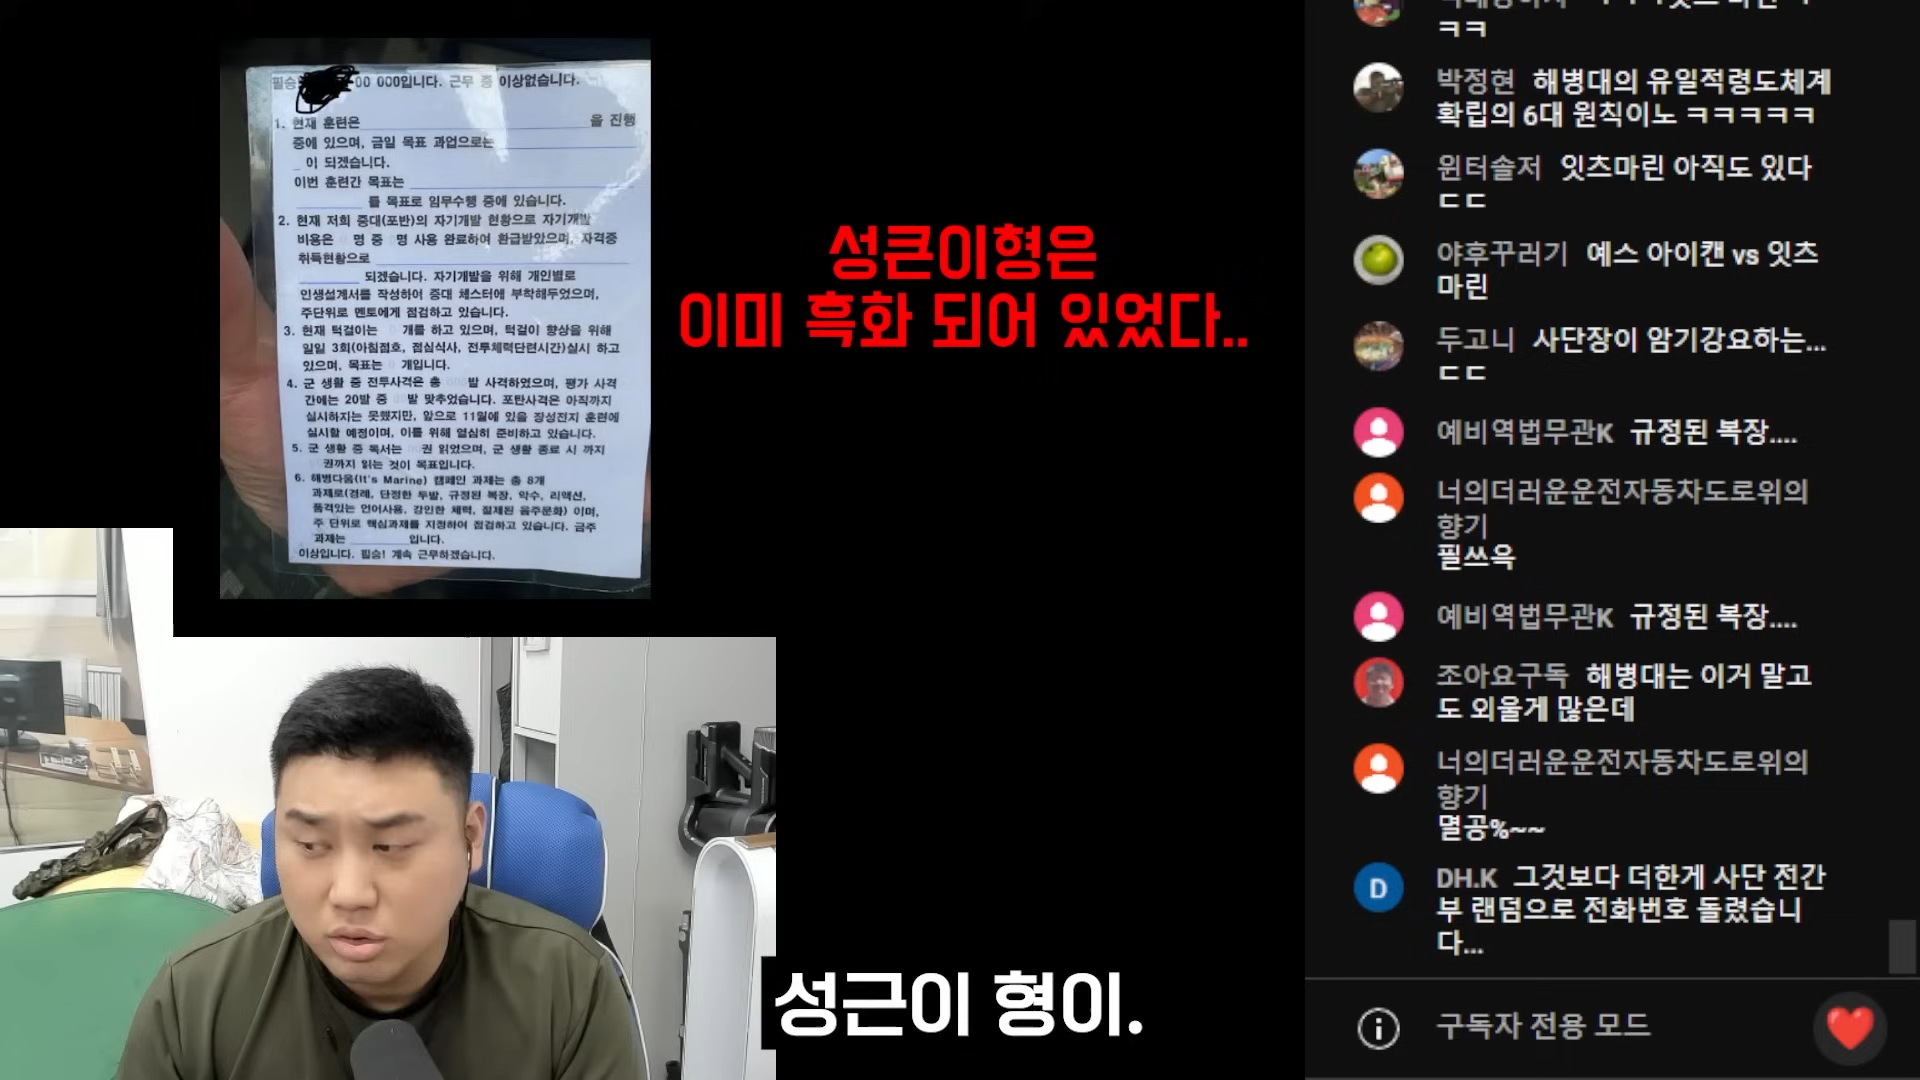 필승
00 000입니다. 근무 중 이상없습니다.
1. 현재 훈련은 을 진행
중에 있으며, 금일 목표 과업으로는
이 되겠습니다.
이번 훈련간 목표는
를 목표로 임무수행 중에 있습니다.
2. 현재 저희 중대(포반)의 자기개발 현황으로 자기개발
비용은 명 중 명 사용 완료하여 환급받았으며, 자격증
취득현황으로
되겠습니다. 자기개발을 위해 개인별로
인생설계서를 작성하여 중대 체스터에 부착해두었으며,
주단위로 멘토에게 점검하고 있습니다.
3. 현재 턱걸이는 개를 하고 있으며, 턱걸이 향상을 위해
일일 3회(아침점호, 점심식사, 전투체력단련시간)실시 하고
있으며, 목표는 개입니다.
4. 군 생활 중 전투사격은 총 발 사격하였으며, 평가 사격
간에는 20발 중 발 맞추었습니다. 포탄사격은 아직까지
실시하지는 못했지만, 앞으로 11월에 있을 장성전지 훈련에
실시할 예정이며, 이를 위해 열심히 준비하고 있습니다.
5. 군 생활 중 독서는 권 읽었으며, 군 생활 종료 시 까지
권까지 읽는 것이 목표입니다.
6. 해병다움(It's Marine) 캠페인 과제는 총 8개
과제로(경례, 단정한 두발, 규정된 복장, 악수, 리액션,
품격있는 언어사용, 강인한 체력, 절제된 음주문화) 이며,
주 단위로 핵심과제를 지정하여 점검하고 있습니다. 금주
과제는 입니다.
이상입니다. 필승! 계속 근무하겠습니다.
성큰이형은
이미 흑화 되어 있었다..
성근이 형이.
ㅋㅋ
박정현 해병대의 유일적령도체계
확립의 6대 원칙이노 ㅋㅋㅋㅋㅋ
윈터솔저 잇츠마린 아직도 있다
ㄷㄷ
야후꾸러기 예스 아이캔 vs 잇츠
마린
두고니 사단장이 암기강요하는...
ㄷㄷ
예비역법무관K 규정된 복장....
너의더러운운전자동차도로위의
향기
필쓰윽
예비역법무관K 규정된 복장....
조아요구독 해병대는 이거 말고
도 외울게 많은데
너의더러운운전자동차도로위의
향기
멸공%~~
D
DH.K 그것보다 더한게 사단 전간
부 랜덤으로 전화번호 돌렸습니
다...
구독자 전용 모드